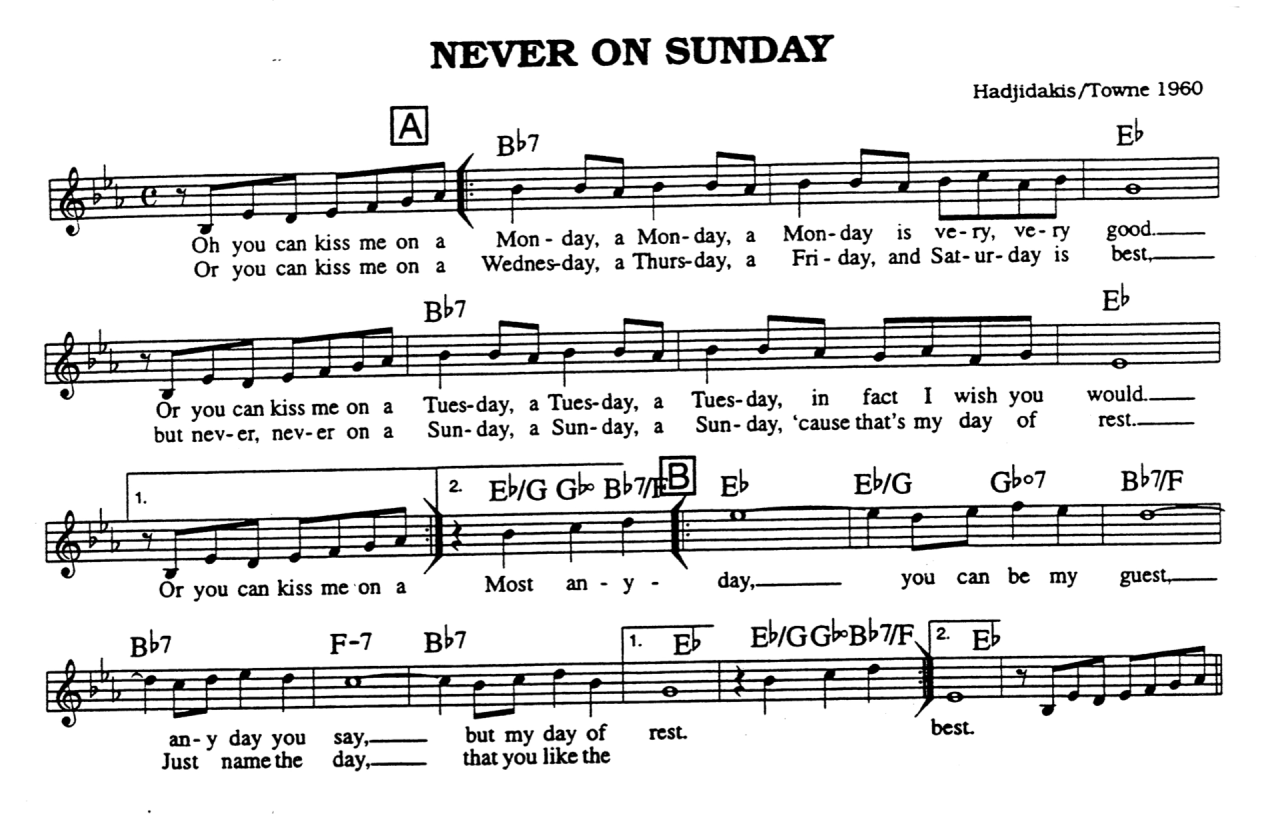 NEVER ON SUNDAY
Hadjidakis/Towne 1960
A
B♭7 E♭
Oh you can kiss me on a Mon - day, a Mon- day, a Mon- day is ve- ry, ve- ry good.
Or you can kiss me on a Wednes-day, a Thurs-day, a Fri - day, and Sat- ur- day is best,
B♭7 E♭
Or you can kiss me on a Tues- day, a Tues- day, a Tues- day, in fact I wish you would.
but nev- er, nev- er on a Sun- day, a Sun- day, a Sun- day, 'cause that's my day of rest.
1. 2. E♭/G G♭° B♭7/F B E♭ E♭/G G♭°7 B♭7/F
Or you can kiss me on a Most an - y - day, you can be my guest,
B♭7 F-7 B♭7 1. E♭ E♭/G G♭° B♭7/F 2. E♭
an- y day you say, but my day of rest. best.
Just name the day, that you like the